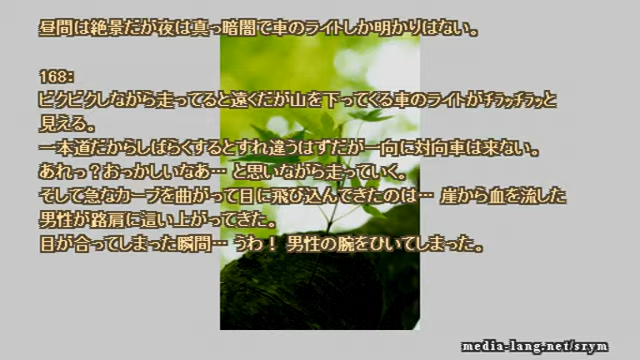 昼間は絶景だが夜は真っ暗闇で車のライトしか明かりはない。
168:
ビクビクしながら走ってると遠くだが山を下ってくる車のライトがﾁﾗｯﾁﾗｯと
見える。
一本道だからしばらくするとすれ違うはずだが一向に対向車は来ない。
あれっ？おっかしいなあ… と思いながら走っていく。
そして急なカーブを曲がって目に飛び込んできたのは… 崖から血を流した
男性が路肩に這い上がってきた。
目が合ってしまった瞬間… うわ！ 男性の腕をひいてしまった。
media-lang.net/srym